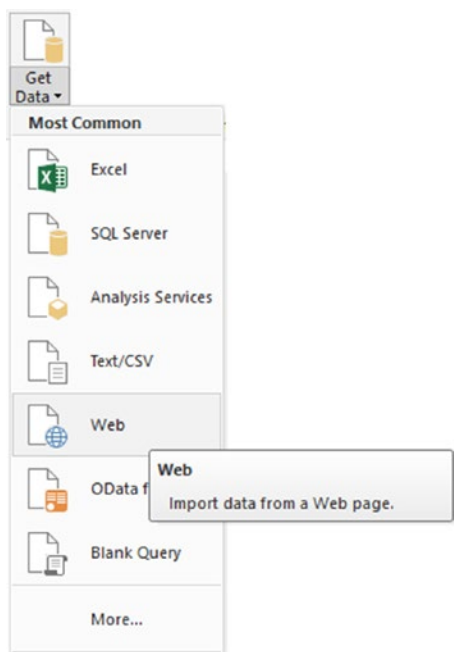 Get
Data
Most Common
Excel
SQL Server
Analysis Services
Text/CSV
Web
Web
OData f
Import data from a Web page.
Blank Query
More...